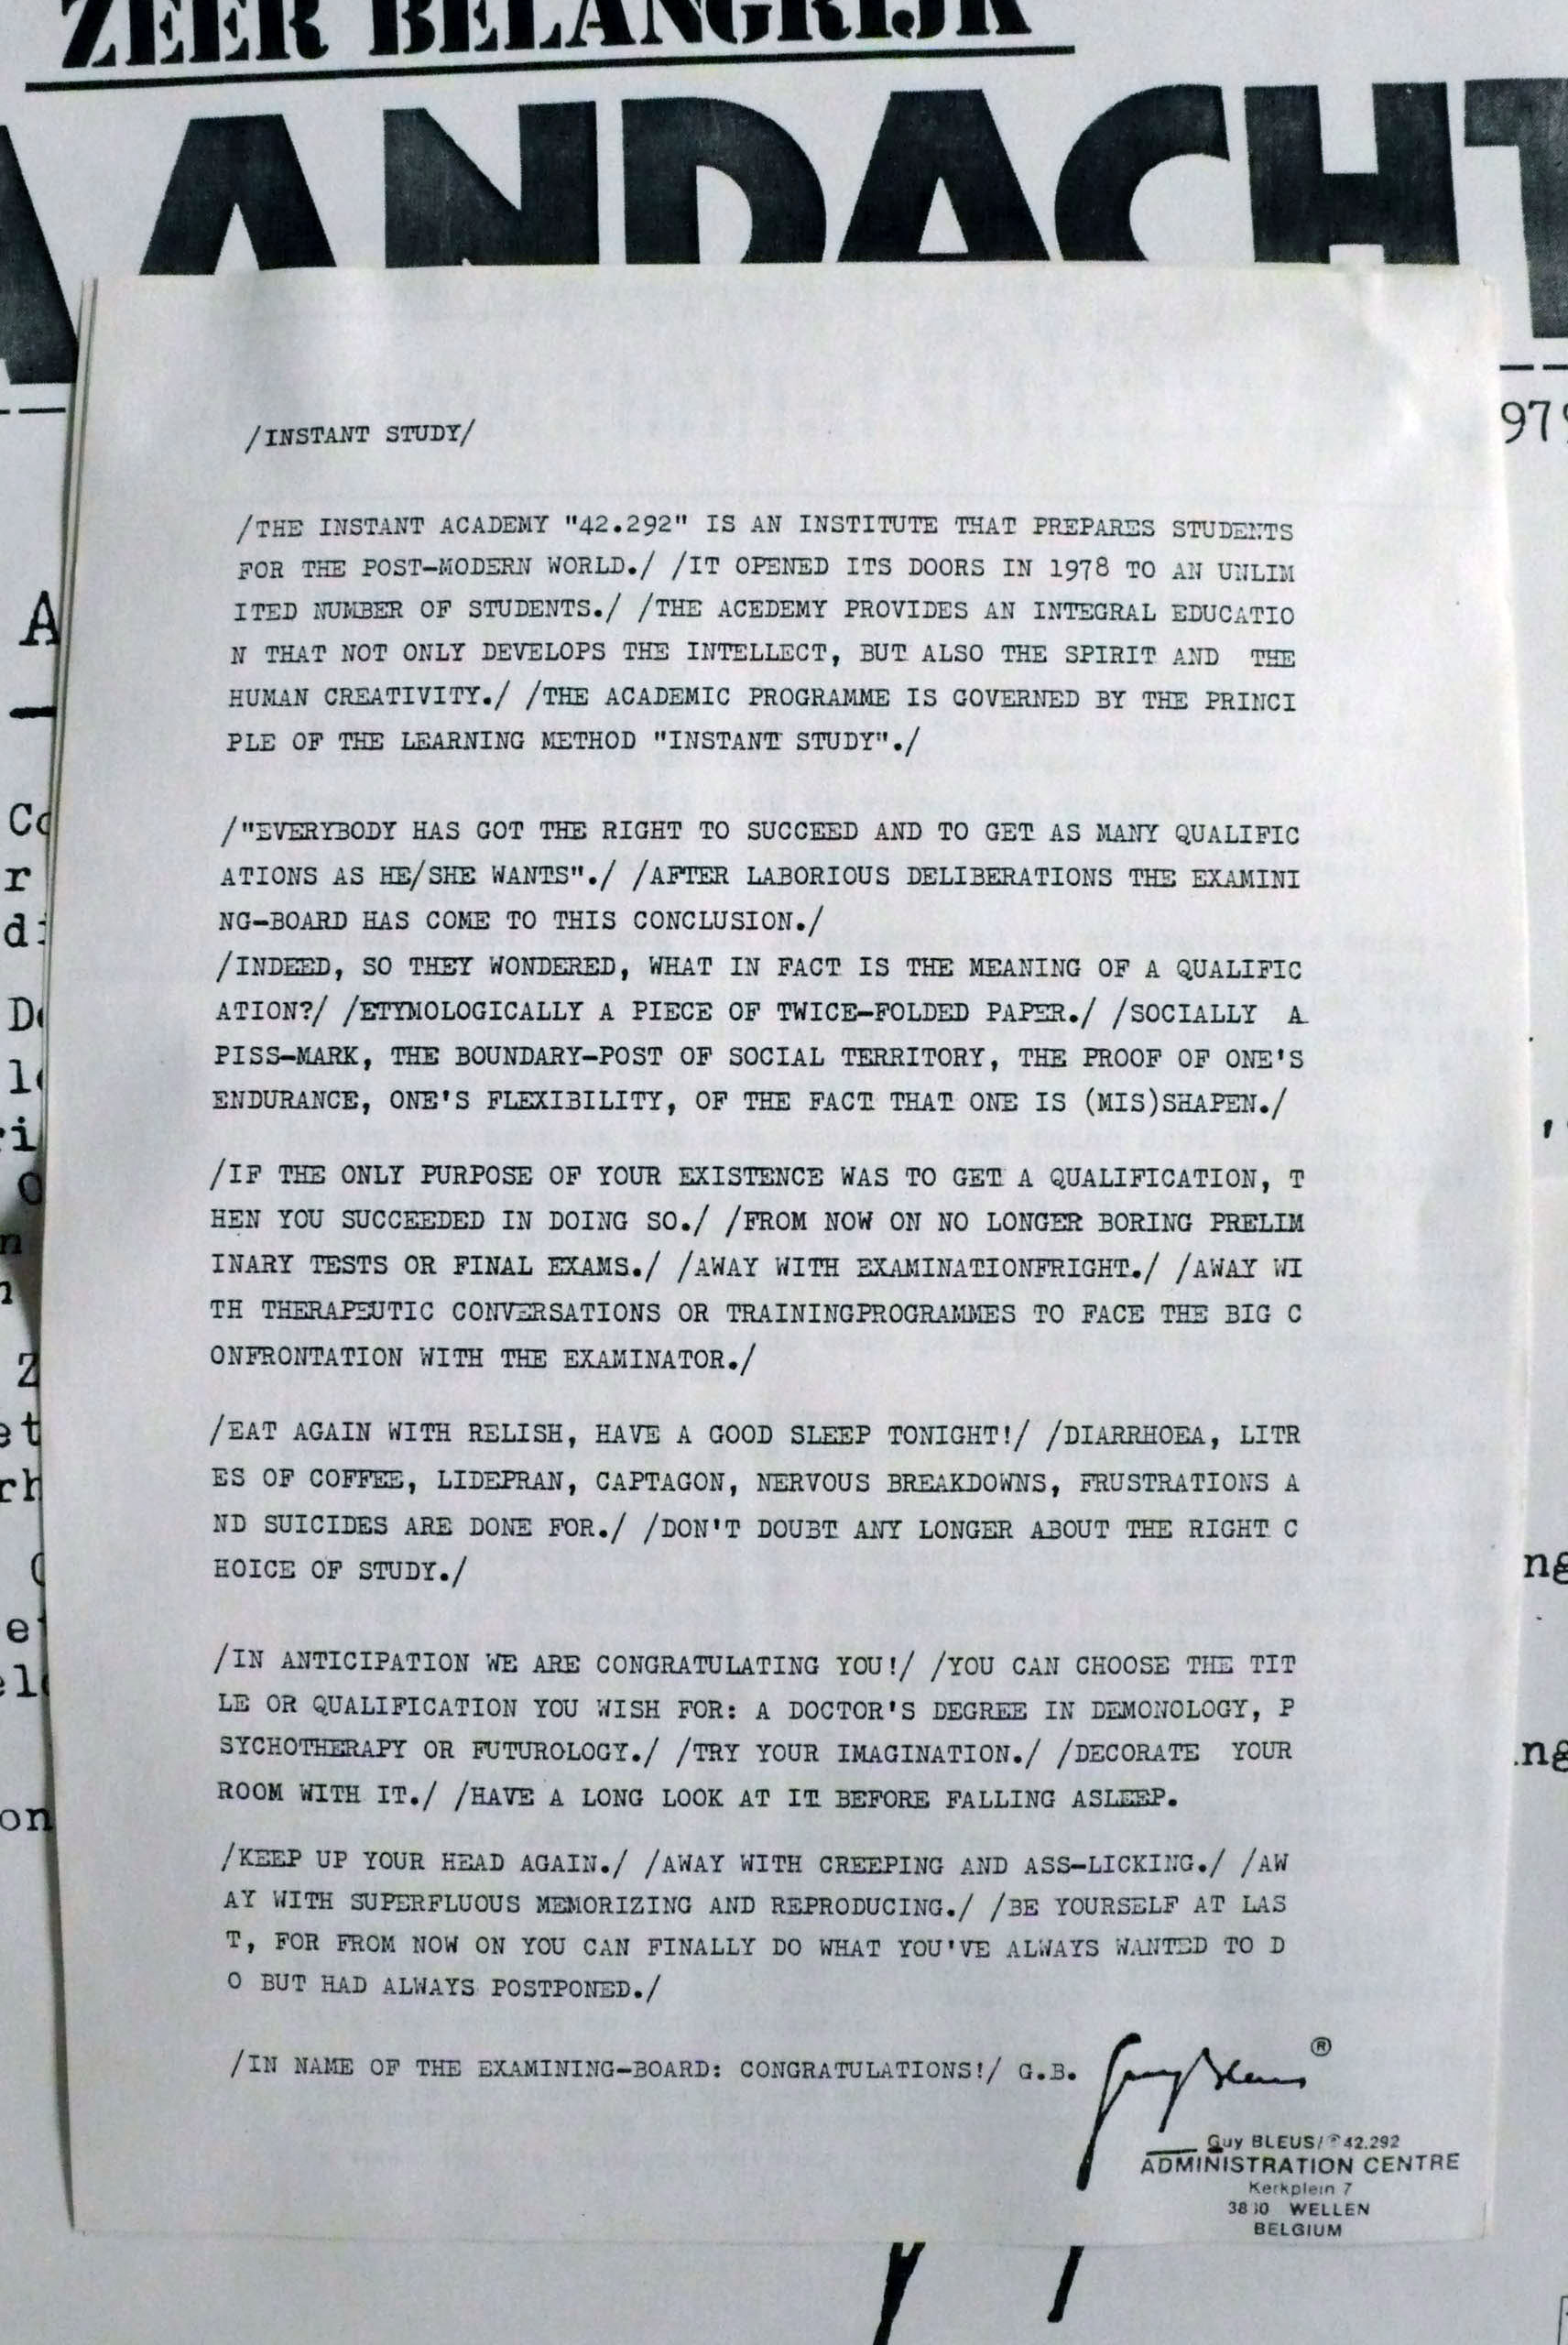 ZEER BELANGRIJK
AANDACHT
979
/INSTANT STUDY/
/THE INSTANT ACADEMY "42.292" IS AN INSTITUTE THAT PREPARES STUDENTS
FOR THE POST-MODERN WORLD./ /IT OPENED ITS DOORS IN 1978 TO AN UNLIM
ITED NUMBER OF STUDENTS./ /THE ACEDEMY PROVIDES AN INTEGRAL EDUCATIO
N THAT NOT ONLY DEVELOPS THE INTELLECT, BUT ALSO THE SPIRIT AND THE
HUMAN CREATIVITY./ /THE ACADEMIC PROGRAMME IS GOVERNED BY THE PRINCI
PLE OF THE LEARNING METHOD "INSTANT STUDY"./
/"EVERYBODY HAS GOT THE RIGHT TO SUCCEED AND TO GET AS MANY QUALIFIC
ATIONS AS HE/SHE WANTS"./ /AFTER LABORIOUS DELIBERATIONS THE EXAMINI
NG-BOARD HAS COME TO THIS CONCLUSION./
/INDEED, SO THEY WONDERED, WHAT IN FACT IS THE MEANING OF A QUALIFIC
ATION?/ /ETYMOLOGICALLY A PIECE OF TWICE-FOLDED PAPER./ /SOCIALLY A
PISS-MARK, THE BOUNDARY-POST OF SOCIAL TERRITORY, THE PROOF OF ONE'S
ENDURANCE, ONE'S FLEXIBILITY, OF THE FACT THAT ONE IS (MIS)SHAPEN./
/IF THE ONLY PURPOSE OF YOUR EXISTENCE WAS TO GET A QUALIFICATION, T
HEN YOU SUCCEEDED IN DOING SO./ /FROM NOW ON NO LONGER BORING PRELIM
INARY TESTS OR FINAL EXAMS./ /AWAY WITH EXAMINATIONFRIGHT./ /AWAY WI
TH THERAPEUTIC CONVERSATIONS OR TRAININGPROGRAMMES TO FACE THE BIG C
ONFRONTATION WITH THE EXAMINATOR./
/EAT AGAIN WITH RELISH, HAVE A GOOD SLEEP TONIGHT!/ /DIARRHOEA, LITR
ES OF COFFEE, LIDEPRAN, CAPTAGON, NERVOUS BREAKDOWNS, FRUSTRATIONS A
ND SUICIDES ARE DONE FOR./ /DON'T DOUBT ANY LONGER ABOUT THE RIGHT C
HOICE OF STUDY./
/IN ANTICIPATION WE ARE CONGRATULATING YOU!/ /YOU CAN CHOOSE THE TIT
LE OR QUALIFICATION YOU WISH FOR: A DOCTOR'S DEGREE IN DEMONOLOGY, P
SYCHOTHERAPY OR FUTUROLOGY./ /TRY YOUR IMAGINATION./ /DECORATE YOUR
ROOM WITH IT./ /HAVE A LONG LOOK AT IT BEFORE FALLING ASLEEP.
/KEEP UP YOUR HEAD AGAIN./ /AWAY WITH CREEPING AND ASS-LICKING./ /AW
AY WITH SUPERFLUOUS MEMORIZING AND REPRODUCING./ /BE YOURSELF AT LAS
T, FOR FROM NOW ON YOU CAN FINALLY DO WHAT YOU'VE ALWAYS WANTED TO D
O BUT HAD ALWAYS POSTPONED./
/IN NAME OF THE EXAMINING-BOARD: CONGRATULATIONS!/ G.B. Guy Bleus ®
Guy BLEUS/ 42.292
ADMINISTRATION CENTRE
Kerkplein 7
WELLEN
BELGIUM